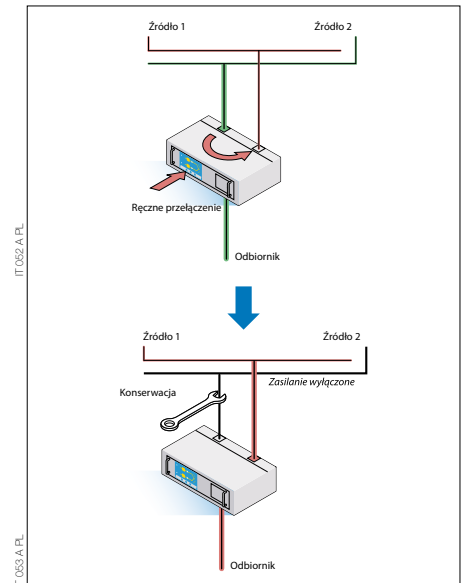 Źródło 1
Źródło 2
Ręczne przełączenie
Odbiornik
IT 052 A PL
Źródło 1
Źródło 2
Zasilanie wyłączone
Konserwacja
Odbiornik
T 053 A PL